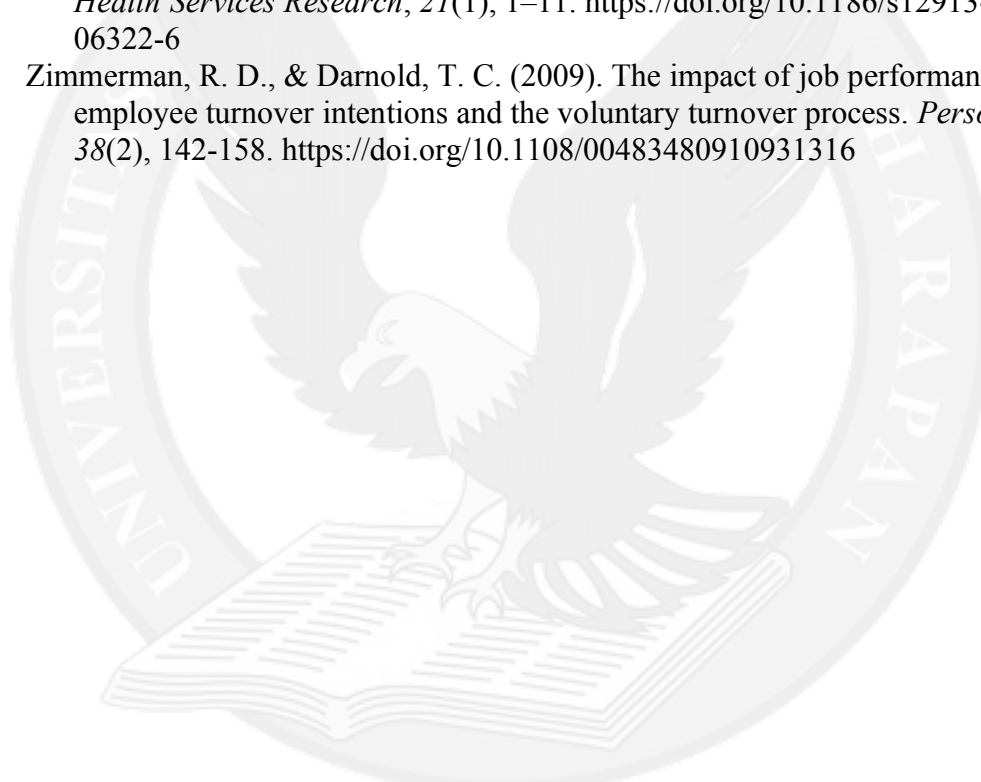 Health Services Research, 21(1), 1–11. https://doi.org/10.1186/s12913-
06322-6
Zimmerman, R. D., & Darnold, T. C. (2009). The impact of job
employee turnover intentions and the voluntary turnover process.
38(2), 142-158. https://doi.org/10.1108/00483480910931316
UNIVERSITAS
HARAPAN